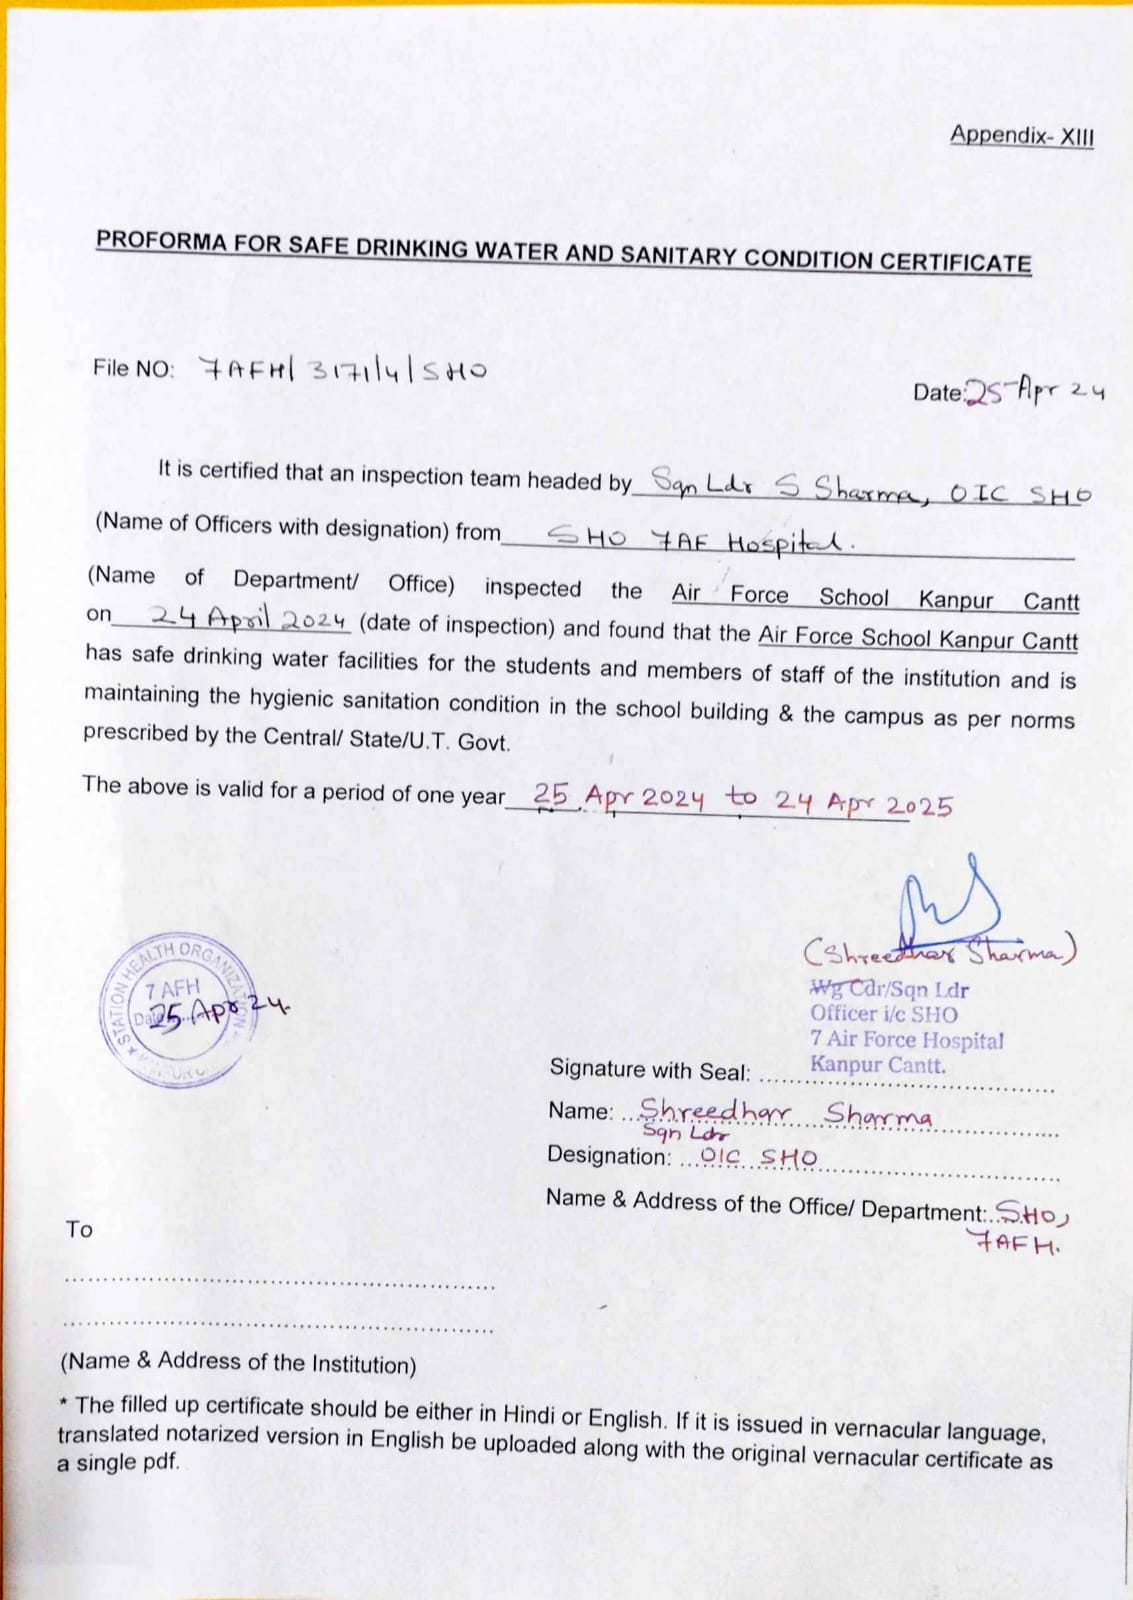 Appendix- XIII
PROFORMA FOR SAFE DRINKING WATER AND SANITARY CONDITION CERTIFICATE
File NO: 7AFH/3171/4/SHO
Date: 25-Apr 24
It is certified that an inspection team headed by Sqn Ldr S Sharma, OIC SHO
(Name of Officers with designation) from SHO 7AF Hospital.
(Name of Department/ Office) inspected the Air Force School Kanpur Cantt
on 24 April 2024 (date of inspection) and found that the Air Force School Kanpur Cantt
has safe drinking water facilities for the students and members of staff of the institution and is
maintaining the hygienic sanitation condition in the school building & the campus as per norms
prescribed by the Central/ State/U.T. Govt.
The above is valid for a period of one year 25 Apr 2024 to 24 Apr 2025
(Shreedhar Sharma)
Wg Cdr/Sqn Ldr
Officer i/c SHO
7 Air Force Hospital
Kanpur Cantt.
STATION HEALTH ORGANIZATION
7 AFH
Date 25 Apr 24.
Signature with Seal: ................................
Name: Shreedhar Sharma
Sqn Ldr
Designation: OIC SHO
Name & Address of the Office/ Department: SHO,
7AFH.
To
(Name & Address of the Institution)
* The filled up certificate should be either in Hindi or English. If it is issued in vernacular language,
translated notarized version in English be uploaded along with the original vernacular certificate as
a single pdf.